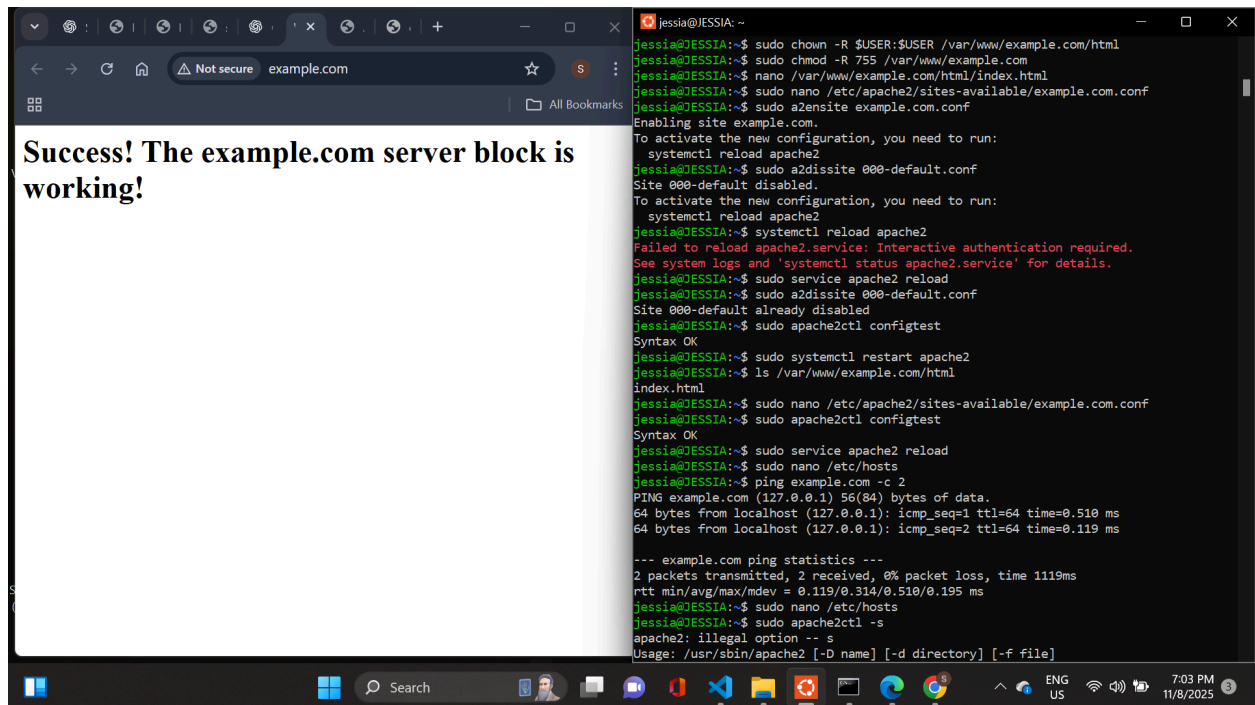 Not secure
example.com
S
All Bookmarks
Success! The example.com server block is
working!
jessia@JESSIA: ~
jessia@JESSIA:~$ sudo chown -R $USER:$USER /var/www/example.com/html
jessia@JESSIA:~$ sudo chmod -R 755 /var/www/example.com
jessia@JESSIA:~$ nano /var/www/example.com/html/index.html
jessia@JESSIA:~$ sudo nano /etc/apache2/sites-available/example.com.conf
jessia@JESSIA:~$ sudo a2ensite example.com.conf
Enabling site example.com.
To activate the new configuration, you need to run:
  systemctl reload apache2
jessia@JESSIA:~$ sudo a2dissite 000-default.conf
Site 000-default disabled.
To activate the new configuration, you need to run:
  systemctl reload apache2
jessia@JESSIA:~$ systemctl reload apache2
Failed to reload apache2.service: Interactive authentication required.
See system logs and 'systemctl status apache2.service' for details.
jessia@JESSIA:~$ sudo service apache2 reload
jessia@JESSIA:~$ sudo a2dissite 000-default.conf
Site 000-default already disabled
jessia@JESSIA:~$ sudo apache2ctl configtest
Syntax OK
jessia@JESSIA:~$ sudo systemctl restart apache2
jessia@JESSIA:~$ ls /var/www/example.com/html
index.html
jessia@JESSIA:~$ sudo nano /etc/apache2/sites-available/example.com.conf
jessia@JESSIA:~$ sudo apache2ctl configtest
Syntax OK
jessia@JESSIA:~$ sudo service apache2 reload
jessia@JESSIA:~$ sudo nano /etc/hosts
jessia@JESSIA:~$ ping example.com -c 2
PING example.com (127.0.0.1) 56(84) bytes of data.
64 bytes from localhost (127.0.0.1): icmp_seq=1 ttl=64 time=0.510 ms
64 bytes from localhost (127.0.0.1): icmp_seq=2 ttl=64 time=0.119 ms
--- example.com ping statistics ---
2 packets transmitted, 2 received, 0% packet loss, time 1119ms
rtt min/avg/max/mdev = 0.119/0.314/0.510/0.195 ms
jessia@JESSIA:~$ sudo nano /etc/hosts
jessia@JESSIA:~$ sudo apache2ctl -s
apache2: illegal option -- s
Usage: /usr/sbin/apache2 [-D name] [-d directory] [-f file]
Search
S
ENG
US
7:03 PM
11/8/2025
3